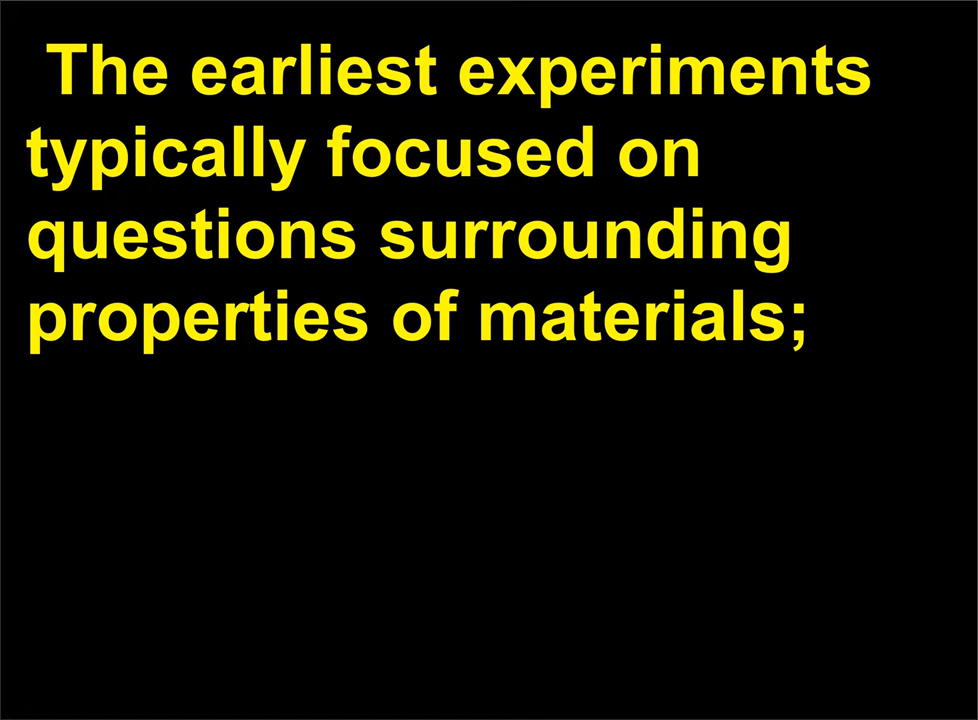 The earliest experiments
typically focused on
questions surrounding
properties of materials;